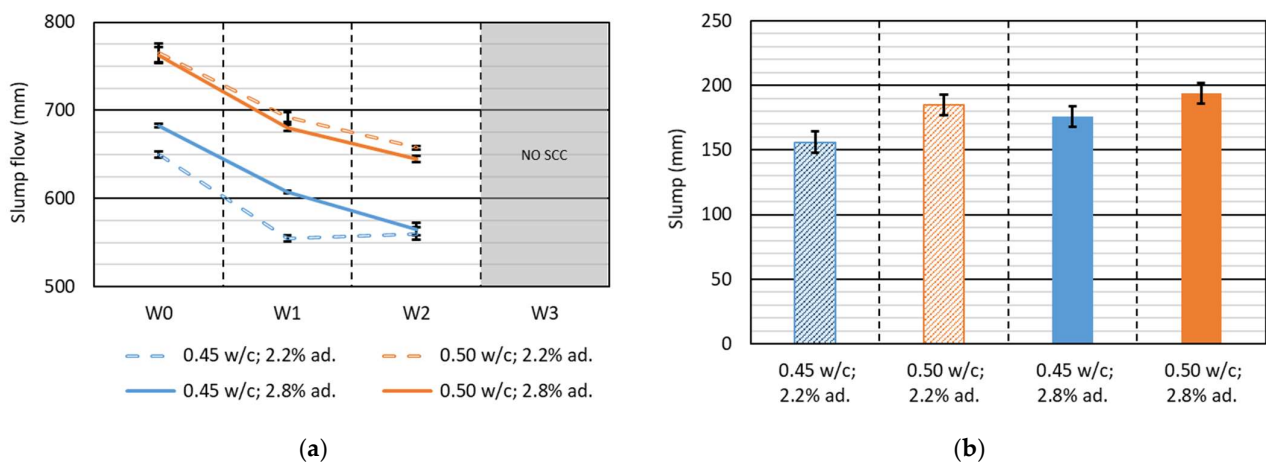 800
700
600
500
Slump flow (mm)
NO SCC
W0 W1 W2 W3
0.45 w/c; 2.2% ad. 0.50 w/c; 2.2% ad.
0.45 w/c; 2.8% ad. 0.50 w/c; 2.8% ad.
(a)
250
200
150
100
50
0
Slump (mm)
0.45 w/c; 0.50 w/c; 0.45 w/c; 0.50 w/c;
2.2% ad. 2.2% ad. 2.8% ad. 2.8% ad.
(b)